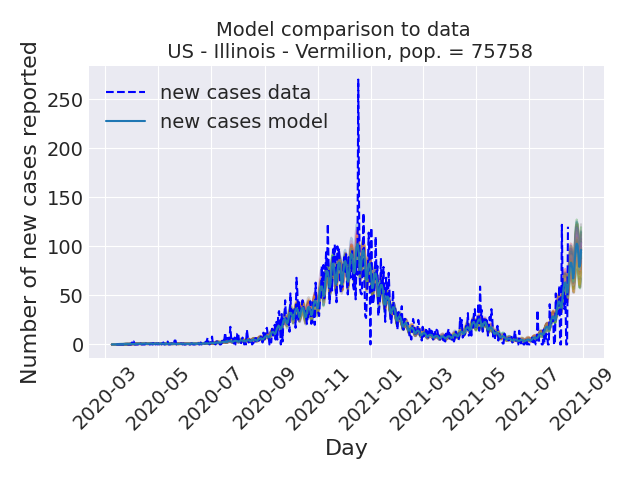 Model comparison to data
US - Illinois - Vermilion, pop. = 75758
Number of new cases reported
250
200
150
100
50
0
new cases data
new cases model
2020-03
2020-05
2020-07
2020-09
2020-11
2021-01
2021-03
2021-05
2021-07
2021-09
Day